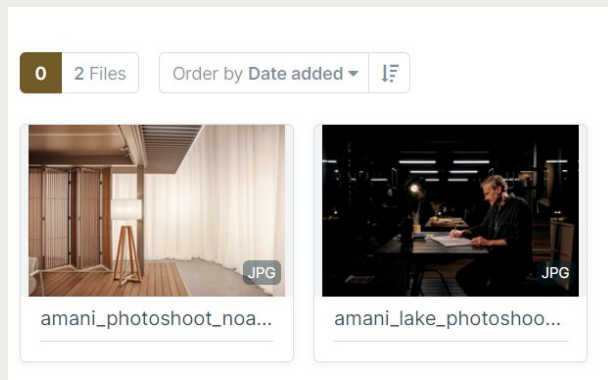 0 2 Files Order by Date added
JPG JPG
amani_photoshoot_noa... amani_lake_photoshoo...